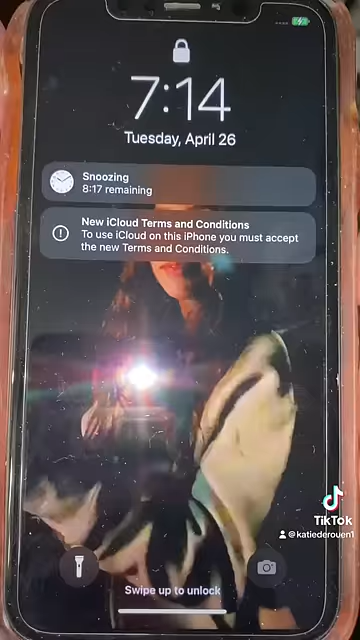 7:14
Tuesday, April 26
Snoozing
8:17 remaining
New iCloud Terms and Conditions
To use iCloud on this iPhone you must accept
the new Terms and Conditions.
TikTok
@katiederouen1
Swipe up to unlock